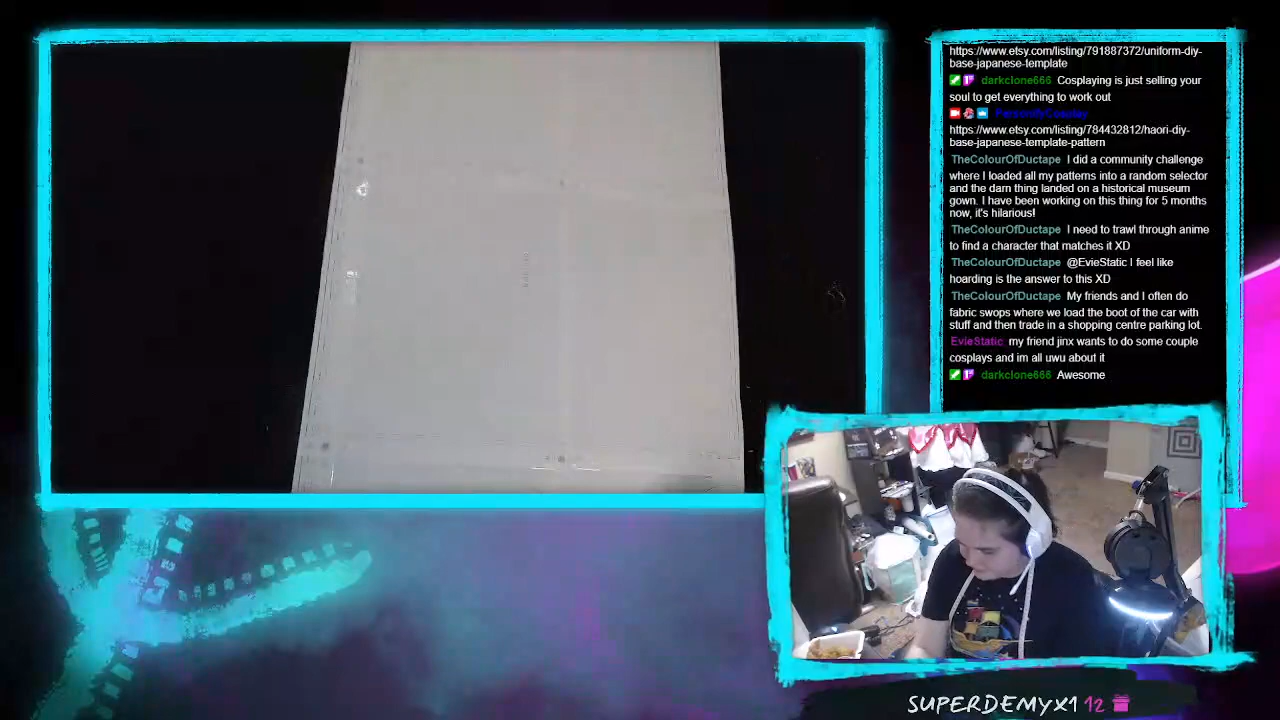 https://www.etsy.com/listing/791887372/uniform-diy-
base-japanese-template
darkclone666 Cosplaying is just selling your
soul to get everything to work out
PersonifyCosplay
https://www.etsy.com/listing/784432812/haori-diy-
base-japanese-template-pattern
TheColourOfDuctape I did a community challenge
where I loaded all my patterns into a random selector
and the darn thing landed on a historical museum
gown. I have been working on this thing for 5 months
now, it's hilarious!
TheColourOfDuctape I need to trawl through anime
to find a character that matches it XD
TheColourOfDuctape @EvieStatic I feel like
hoarding is the answer to this XD
TheColourOfDuctape My friends and I often do
fabric swops where we load the boot of the car with
stuff and then trade in a shopping centre parking lot.
EvieStatic my friend jinx wants to do some couple
cosplays and im all uwu about it
darkclone666 Awesome
SUPERDEMYX1 12